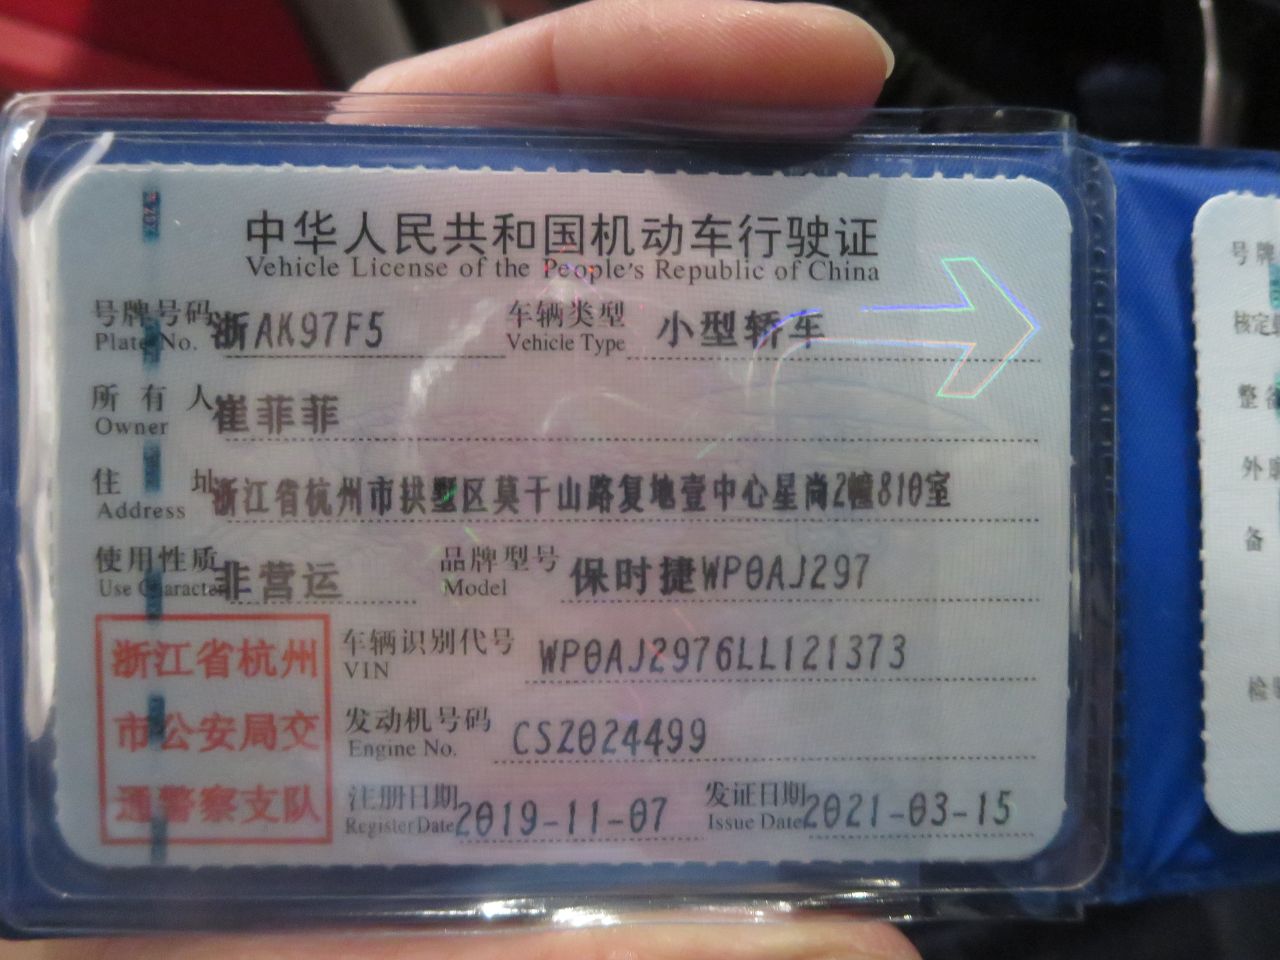 中华人民共和国机动车行驶证
Vehicle License of the People's Republic of China
号牌号码 浙AK97F5 车辆类型 小型轿车
Plate No. Vehicle Type
所有人 崔菲菲
Owner
住址 浙江省杭州市拱墅区莫干山路复地壹中心星尚2幢810室
Address
使用性质 非营运 品牌型号 保时捷WP0AJ297
Use Character Model
车辆识别代号 WP0AJ2976LL121373
VIN
发动机号码 CSZ024499
Engine No.
注册日期 2019-11-07 发证日期 2021-03-15
Register Date Issue Date
浙江省杭州
市公安局交
通警察支队
号牌
核定
整备
外廓
备
检验